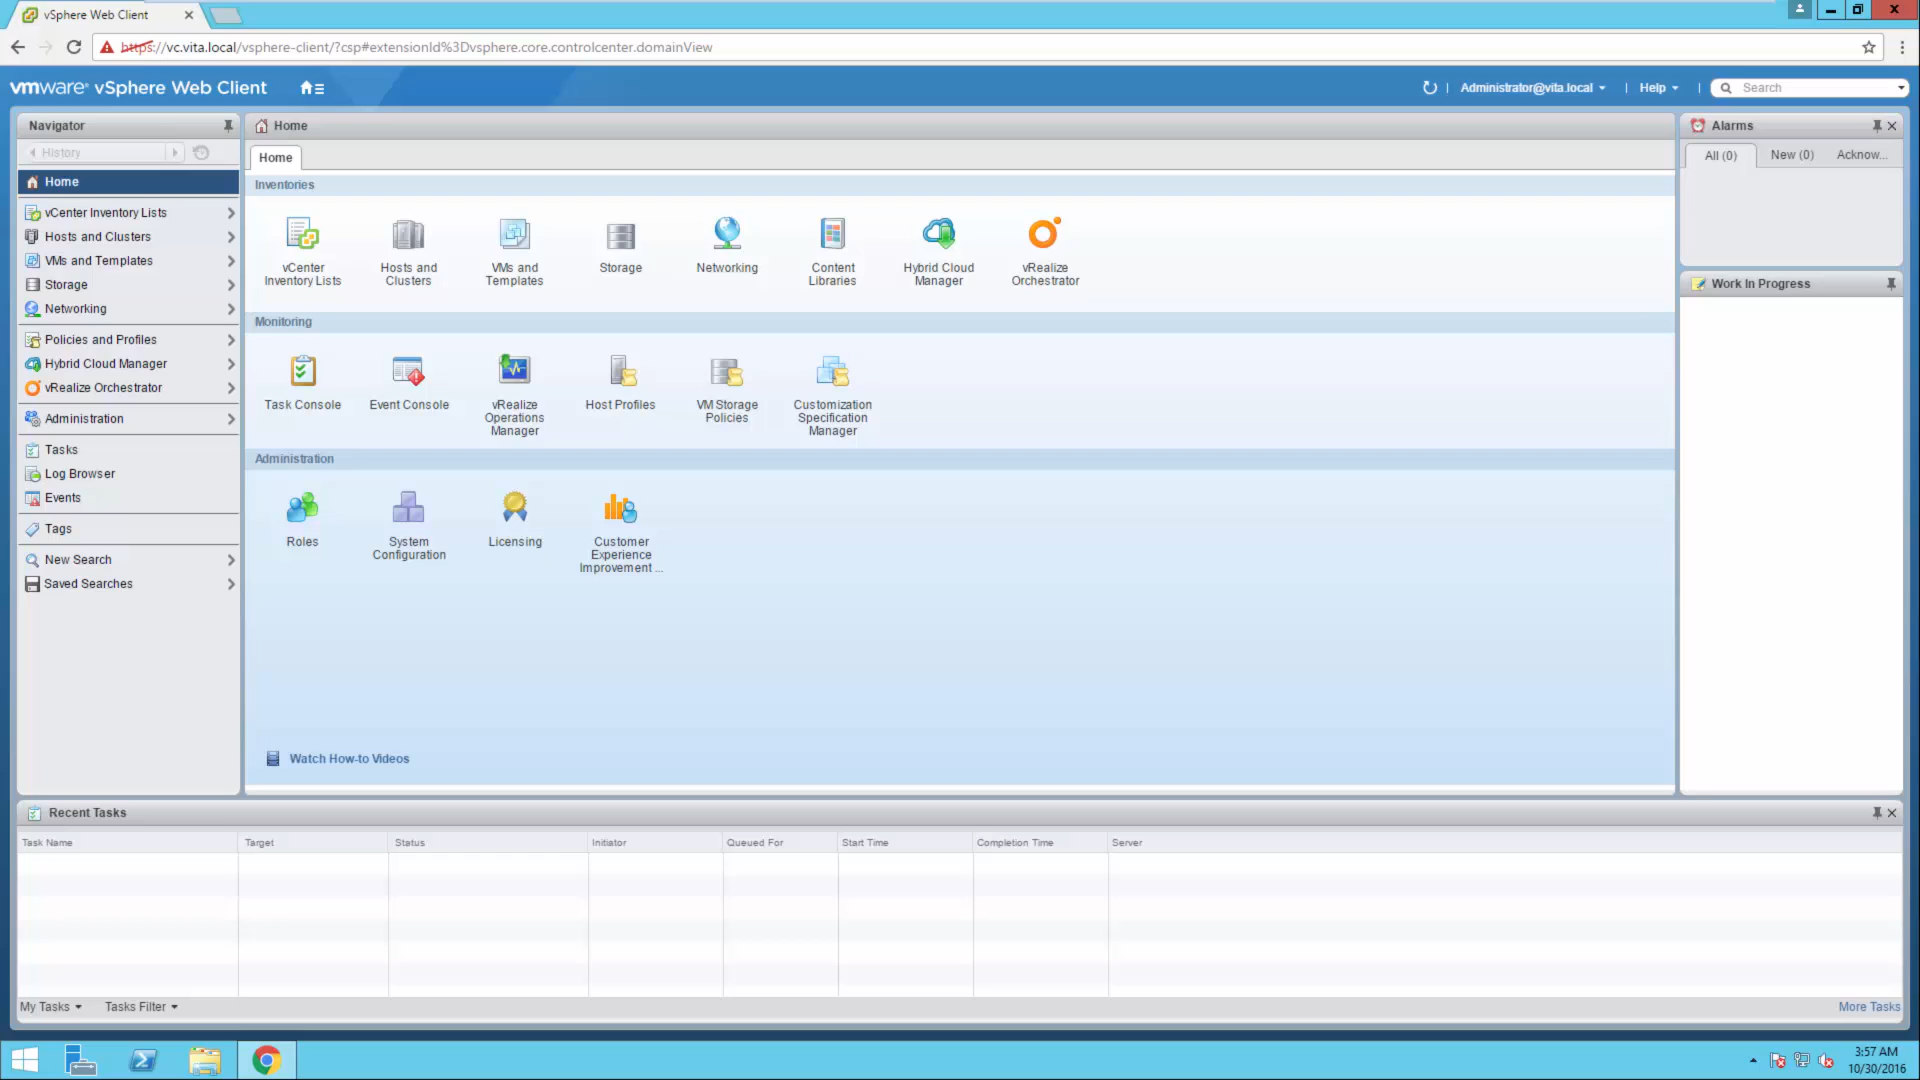 vSphere Web Client
https://vc.vita.local/vsphere-client/?csp#extensionId%3Dvsphere.core.controlcenter.domainView
vmware® vSphere Web Client
Administrator@vita.local
Help
Search
Navigator
History
Home
vCenter Inventory Lists
Hosts and Clusters
VMs and Templates
Storage
Networking
Policies and Profiles
Hybrid Cloud Manager
vRealize Orchestrator
Administration
Tasks
Log Browser
Events
Tags
New Search
Saved Searches
Home
Home
Inventories
vCenter
Inventory Lists
Hosts and
Clusters
VMs and
Templates
Storage
Networking
Content
Libraries
Hybrid Cloud
Manager
vRealize
Orchestrator
Monitoring
Task Console
Event Console
vRealize
Operations
Manager
Host Profiles
VM Storage
Policies
Customization
Specification
Manager
Administration
Roles
System
Configuration
Licensing
Customer
Experience
Improvement ...
Watch How-to Videos
Alarms
All (0)
New (0)
Acknow...
Work In Progress
Recent Tasks
Task Name
Target
Status
Initiator
Queued For
Start Time
Completion Time
Server
My Tasks
Tasks Filter
More Tasks
3:57 AM
10/30/2016